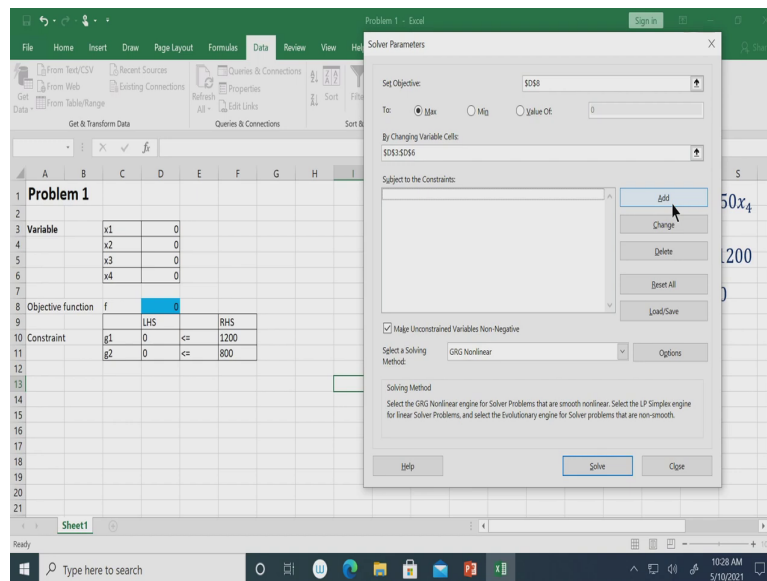 Problem 1 - Excel
Sign in
File Home Insert Draw Page Layout Formulas Data Review View Help
From Text/CSV
From Web
From Table/Range
Get Data
Get & Transform Data
Recent Sources
Existing Connections
Refresh All
Queries & Connections
Properties
Edit Links
Queries & Connections
Sort
Sort &
fx
A B C D E F G H I S
1 Problem 1
2
3 Variable x1 0
4 x2 0
5 x3 0
6 x4 0
7
8 Objective function f 0
9 LHS RHS
10 Constraint g1 0 <= 1200
11 g2 0 <= 800
12
13
14
15
16
17
18
19
20
21
50x₄
1200
Solver Parameters
Set Objective: $D$8
To: Max Min Value Of: 0
By Changing Variable Cells:
$D$3:$D$6
Subject to the Constraints:
Add
Change
Delete
Reset All
Load/Save
Make Unconstrained Variables Non-Negative
Select a Solving Method: GRG Nonlinear Options
Solving Method
Select the GRG Nonlinear engine for Solver Problems that are smooth nonlinear. Select the LP Simplex engine
for linear Solver Problems, and select the Evolutionary engine for Solver problems that are non-smooth.
Help Solve Close
Sheet1
Ready
Type here to search
10:28 AM
5/10/2021